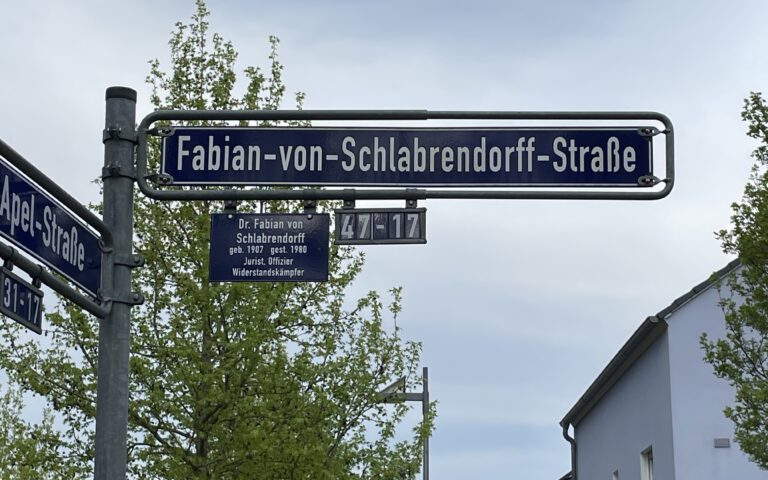 Fabian-von-Schlabrendorff-Straße
47-17
Dr. Fabian von
Schlabrendorff
geb. 1907 gest. 1980
Jurist, Offizier
Widerstandskämpfer
Apel-Straße
31-17